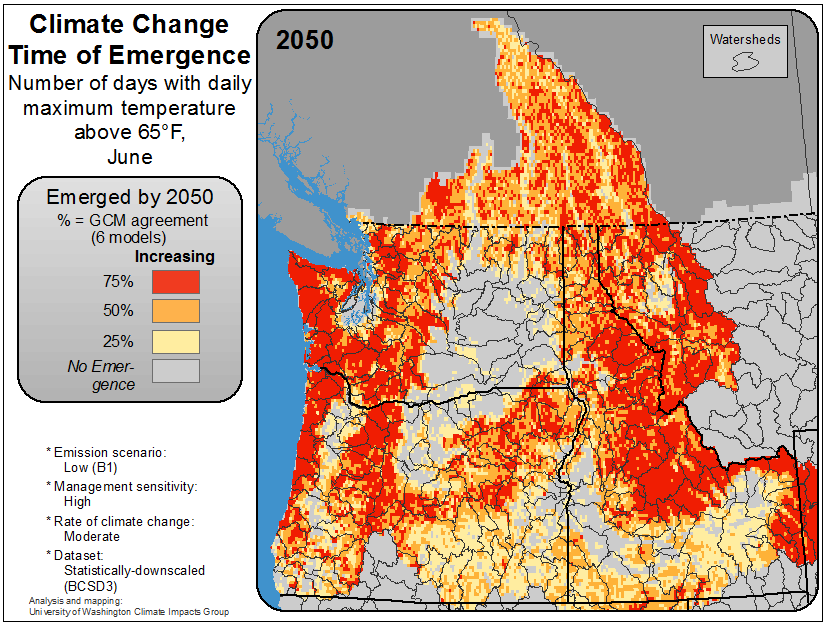 Climate Change
Time of Emergence
Number of days with daily
maximum temperature
above 65°F,
June
Emerged by 2050
% = GCM agreement
(6 models)
Increasing
75%
50%
25%
No Emer-
gence
* Emission scenario:
Low (B1)
* Management sensitivity:
High
* Rate of climate change:
Moderate
* Dataset:
Statistically-downscaled
(BCSD3)
Analysis and mapping:
University of Washington Climate Impacts Group
2050
Watersheds